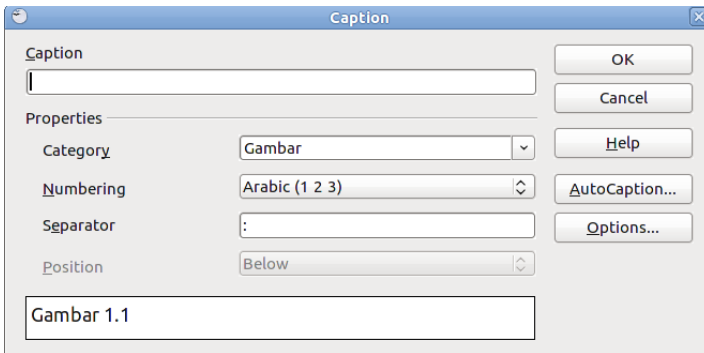 Caption
Caption
OK
Cancel
Properties
Category
Gambar
Help
Numbering
Arabic (1 2 3)
AutoCaption...
Separator
:
Options...
Position
Below
Gambar 1.1